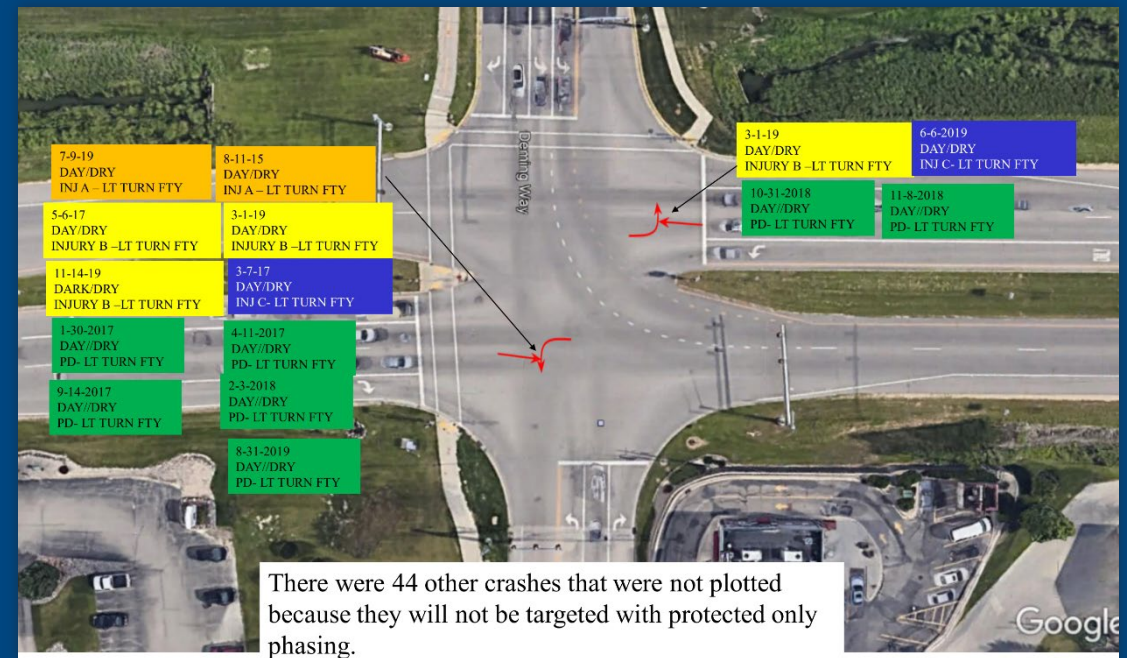 7-9-19
DAY/DRY
INJ A – LT TURN FTY
8-11-15
DAY/DRY
INJ A – LT TURN FTY
5-6-17
DAY/DRY
INJURY B –LT TURN FTY
3-1-19
DAY/DRY
INJURY B –LT TURN FTY
11-14-19
DARK/DRY
INJURY B –LT TURN FTY
3-7-17
DAY/DRY
INJ C- LT TURN FTY
1-30-2017
DAY//DRY
PD- LT TURN FTY
4-11-2017
DAY//DRY
PD- LT TURN FTY
9-14-2017
DAY//DRY
PD- LT TURN FTY
2-3-2018
DAY//DRY
PD- LT TURN FTY
8-31-2019
DAY//DRY
PD- LT TURN FTY
Deming Way
3-1-19
DAY/DRY
INJURY B –LT TURN FTY
6-6-2019
DAY/DRY
INJ C- LT TURN FTY
10-31-2018
DAY//DRY
PD- LT TURN FTY
11-8-2018
DAY//DRY
PD- LT TURN FTY
There were 44 other crashes that were not plotted
because they will not be targeted with protected only
phasing.
Google